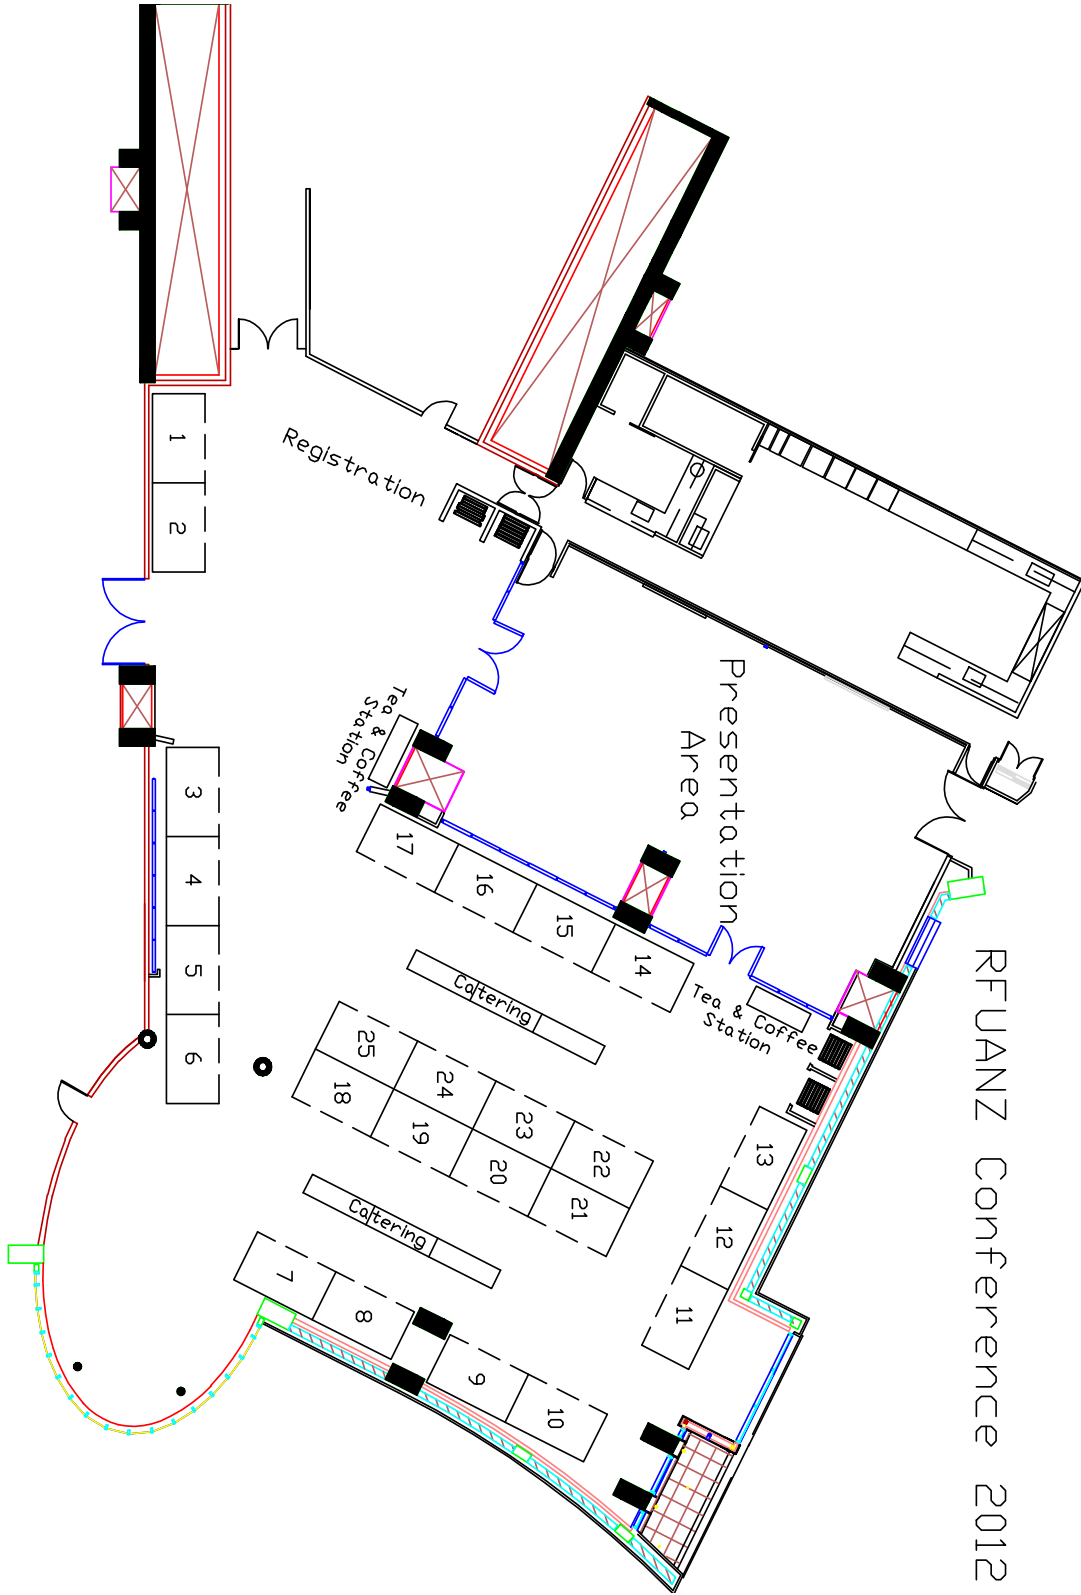 RFUANZ Conference 2012
Presentation
Area
Registration
Tea & Coffee
Station
Tea & Coffee
Station
Catering
Catering
1
2
3
4
5
6
7
8
9
10
11
12
13
14
15
16
17
18
19
20
21
22
23
24
25